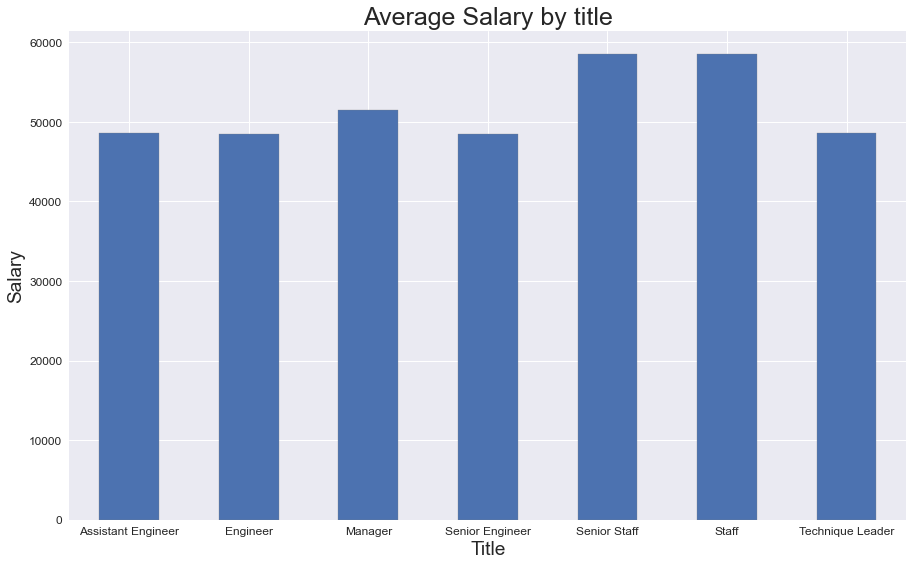 Average Salary by title
Salary
60000
50000
40000
30000
20000
10000
0
Assistant Engineer
Engineer
Manager
Senior Engineer
Senior Staff
Staff
Technique Leader
Title